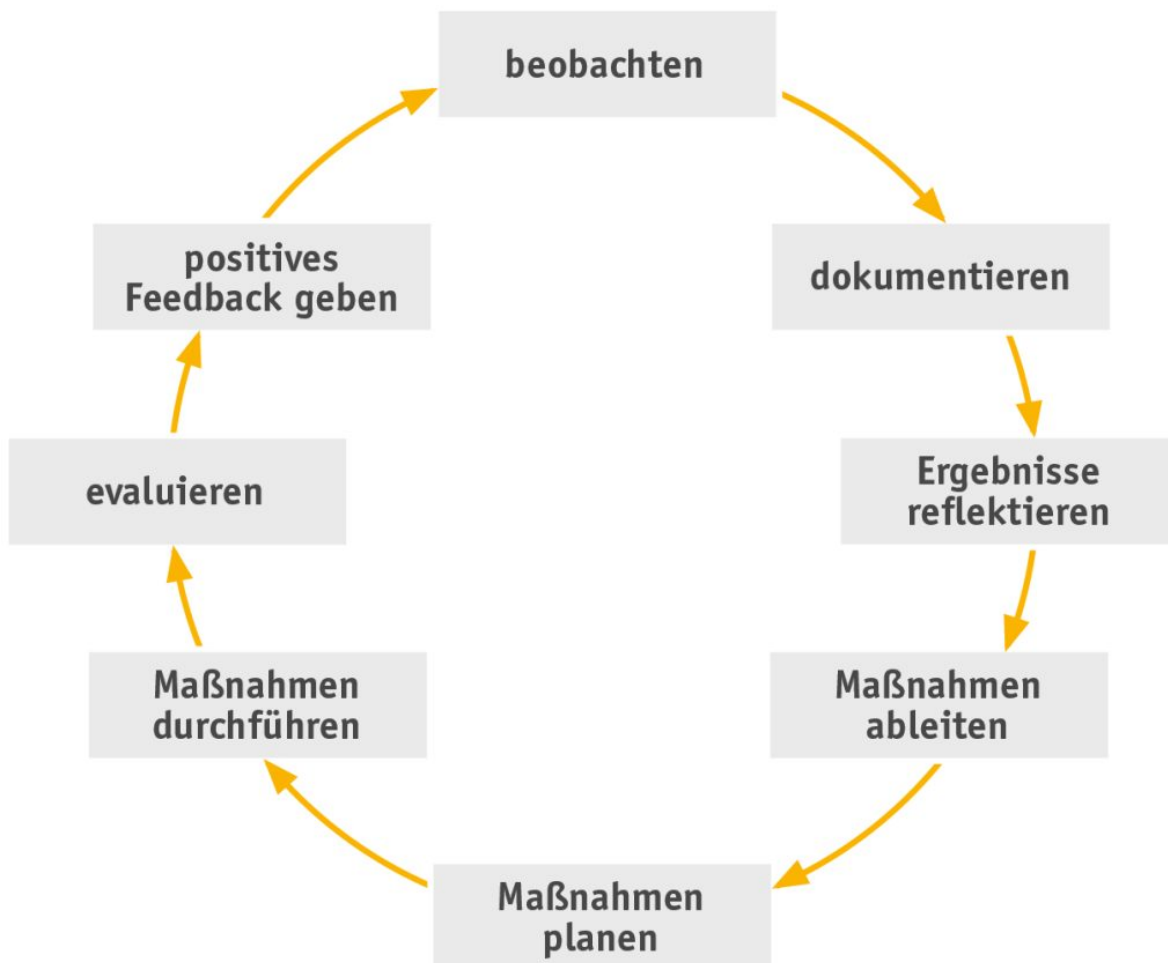 beobachten
dokumentieren
Ergebnisse
reflektieren
Maßnahmen
ableiten
Maßnahmen
planen
Maßnahmen
durchführen
evaluieren
positives
Feedback geben